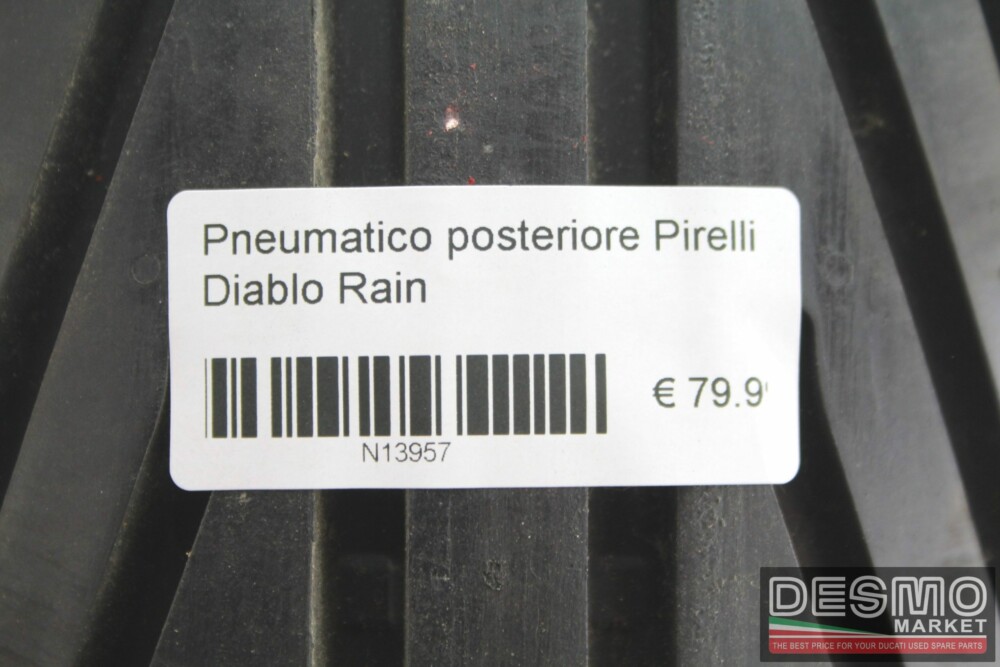 Pneumatico posteriore Pirelli
Diablo Rain
€ 79.9
N13957
DESMO
MARKET
THE BEST PRICE FOR YOUR DUCATI USED SPARE PARTS